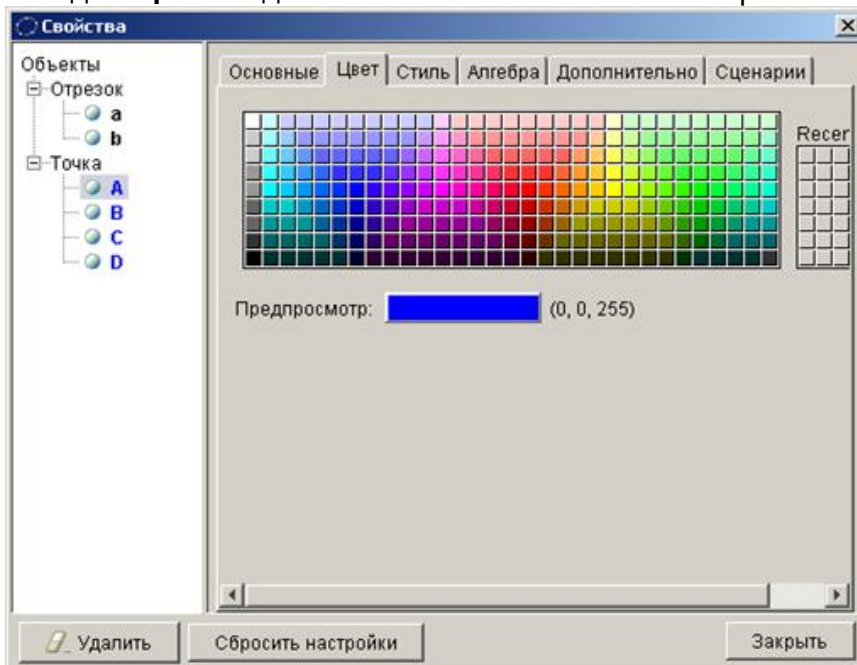 Свойства
Объекты
Отрезок
a
b
Точка
A
B
C
D
Основные Цвет Стиль Алгебра Дополнительно Сценарии
Recer
Предпросмотр: (0, 0, 255)
Удалить Сбросить настройки Закрыть